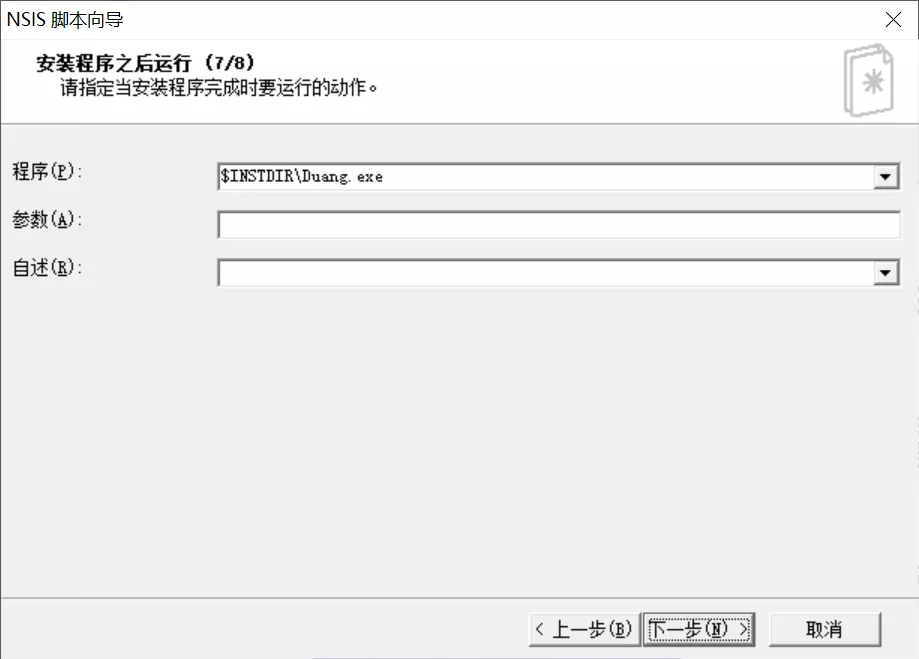 NSIS 脚本向导
安装程序之后运行 (7/8)
请指定当安装程序完成时要运行的动作。
程序(P): $INSTDIR\Duang.exe
参数(A):
自述(R):
< 上一步(B) 下一步(N) > 取消